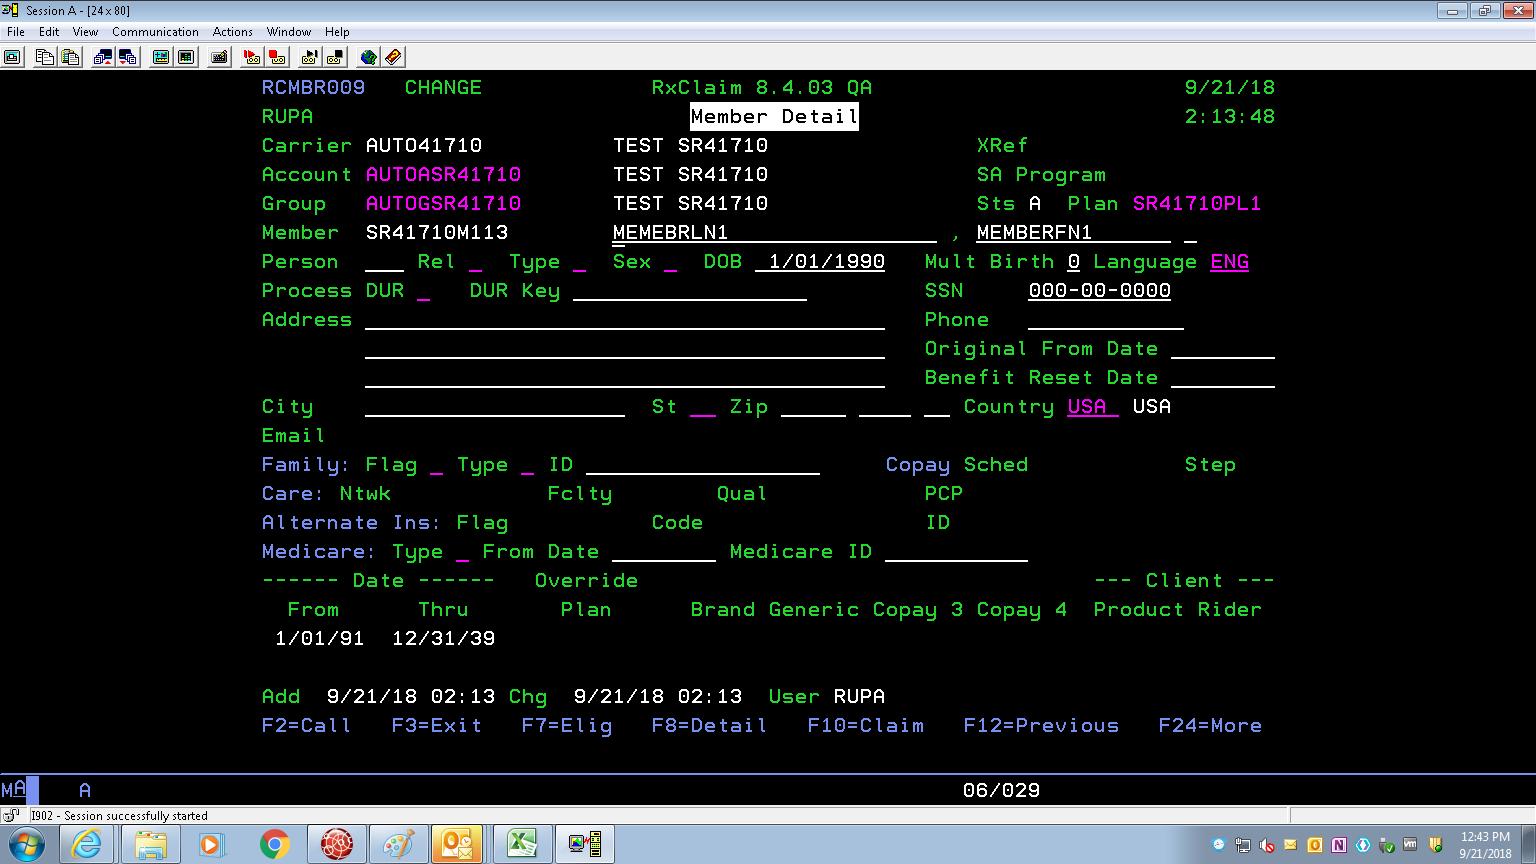 Session A - [24 x 80]
File Edit View Communication Actions Window Help
RCMBR009 CHANGE RxClaim 8.4.03 QA 9/21/18
RUPA Member Detail 2:13:48
Carrier AUTO41710 TEST SR41710 XRef
Account AUTOASR41710 TEST SR41710 SA Program
Group AUTOGSR41710 TEST SR41710 Sts A Plan SR41710PL1
Member SR41710M113 MEMEBRLN1 , MEMBERFN1
Person Rel Type Sex DOB 1/01/1990 Mult Birth 0 Language ENG
Process DUR DUR Key SSN 000-00-0000
Address Phone
Original From Date
Benefit Reset Date
City St Zip Country USA USA
Email
Family: Flag Type ID Copay Sched Step
Care: Ntwk Fclty Qual PCP
Alternate Ins: Flag Code ID
Medicare: Type From Date Medicare ID
------ Date ------ Override --- Client ---
From Thru Plan Brand Generic Copay 3 Copay 4 Product Rider
1/01/91 12/31/39
Add 9/21/18 02:13 Chg 9/21/18 02:13 User RUPA
F2=Call F3=Exit F7=Elig F8=Detail F10=Claim F12=Previous F24=More
MA A 06/029
I902 - Session successfully started
12:43 PM
9/21/2018